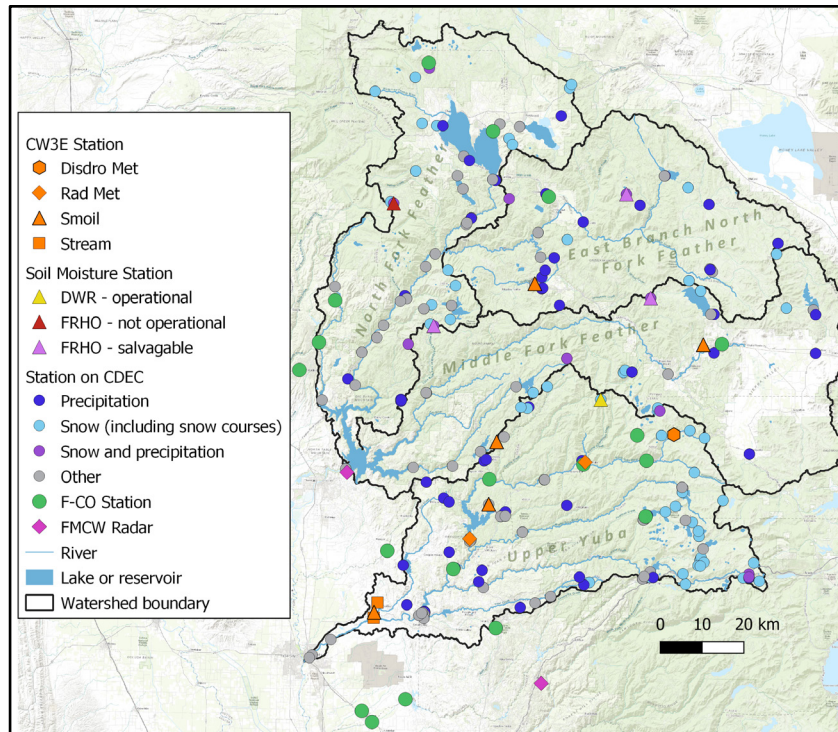 CW3E Station
Disdro Met
Rad Met
Smoil
Stream
Soil Moisture Station
DWR - operational
FRHO - not operational
FRHO - salvagable
Station on CDEC
Precipitation
Snow (including snow courses)
Snow and precipitation
Other
F-CO Station
FMCW Radar
River
Lake or reservoir
Watershed boundary
North Fork Feather
East Branch North
Fork Feather
Middle Fork Feather
Upper Yuba
0 10 20 km